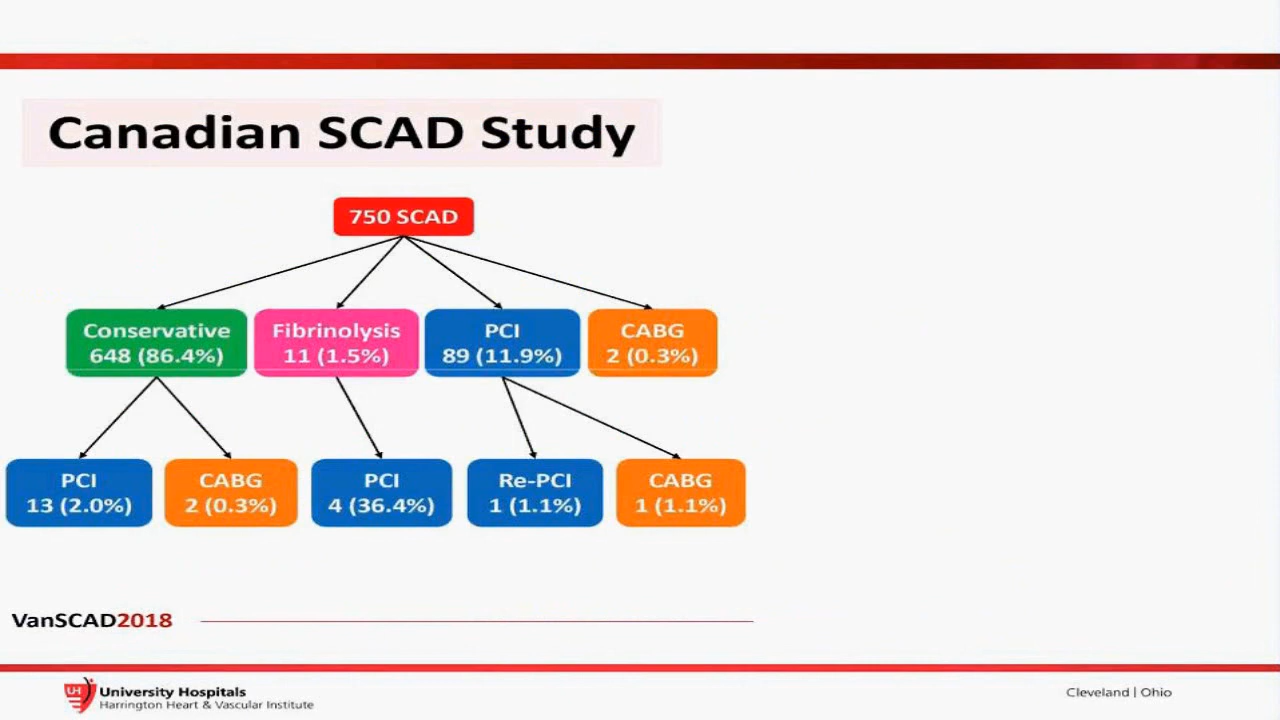 Canadian SCAD Study
750 SCAD
Conservative
648 (86.4%)
Fibrinolysis
11 (1.5%)
PCI
89 (11.9%)
CABG
2 (0.3%)
PCI
13 (2.0%)
CABG
2 (0.3%)
PCI
4 (36.4%)
Re-PCI
1 (1.1%)
CABG
1 (1.1%)
VanSCAD2018
UH
University Hospitals
Harrington Heart & Vascular Institute
Cleveland | Ohio